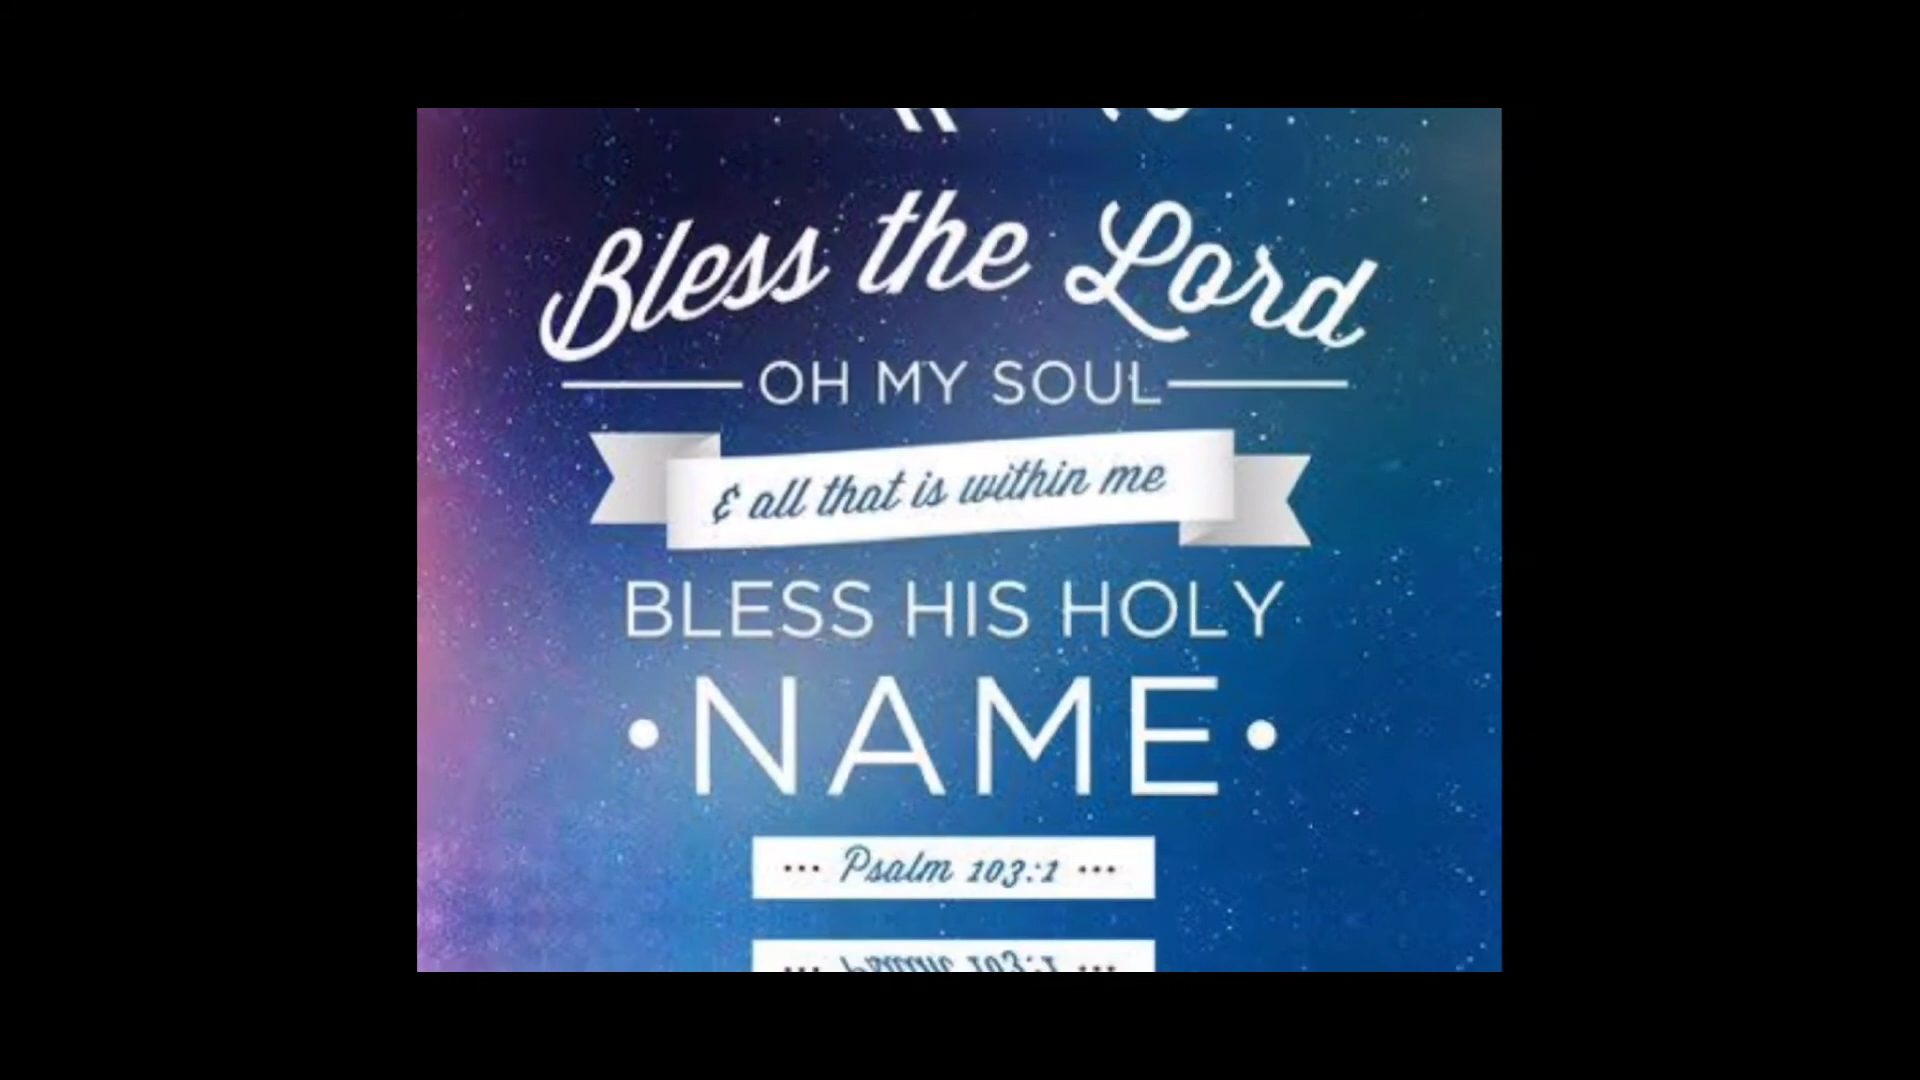 Bless the Lord
OH MY SOUL
& all that is within me
BLESS HIS HOLY
•NAME•
... Psalm 103:1 ...